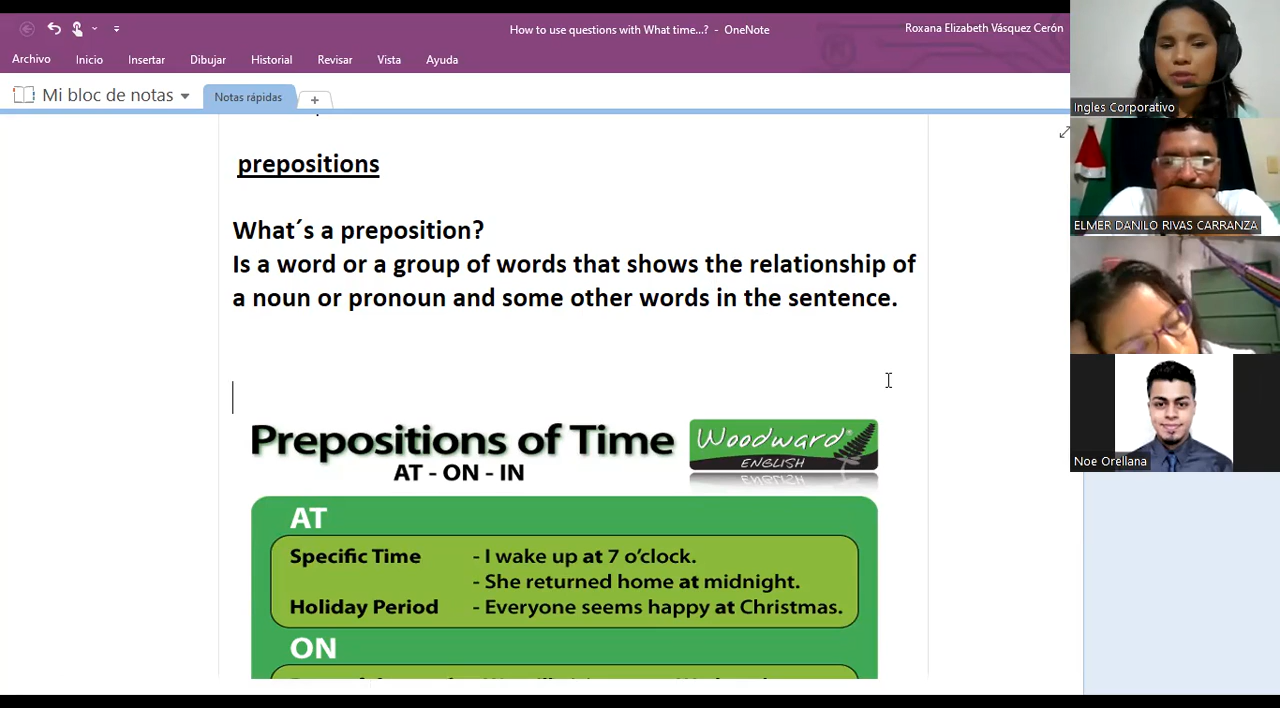 How to use questions with What time...? - OneNote
Roxana Elizabeth Vásquez Cerón
Archivo Inicio Insertar Dibujar Historial Revisar Vista Ayuda
Mi bloc de notas Notas rápidas +
prepositions
What´s a preposition?
Is a word or a group of words that shows the relationship of
a noun or pronoun and some other words in the sentence.
Prepositions of Time
AT - ON - IN
Woodward®
ENGLISH
AT
Specific Time - I wake up at 7 o'clock.
- She returned home at midnight.
Holiday Period - Everyone seems happy at Christmas.
ON
Ingles Corporativo
ELMER DANILO RIVAS CARRANZA
Noe Orellana